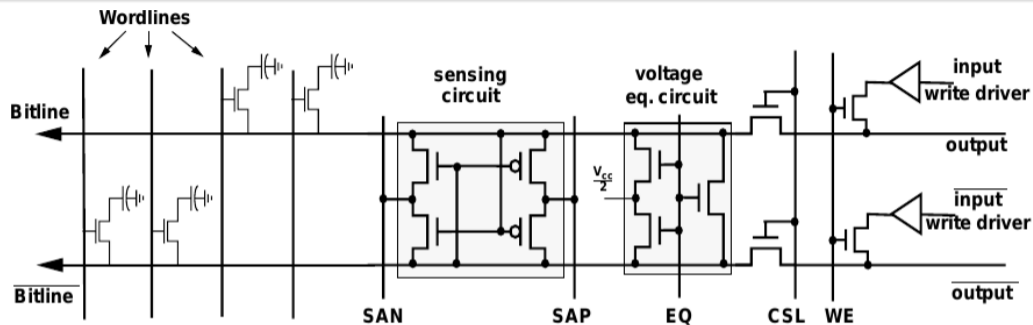 Wordlines
Bitline
sensing
circuit
voltage
eq. circuit
input
write driver
output
Vcc
2
input
write driver
Bitline
output
SAN
SAP
EQ
CSL
WE